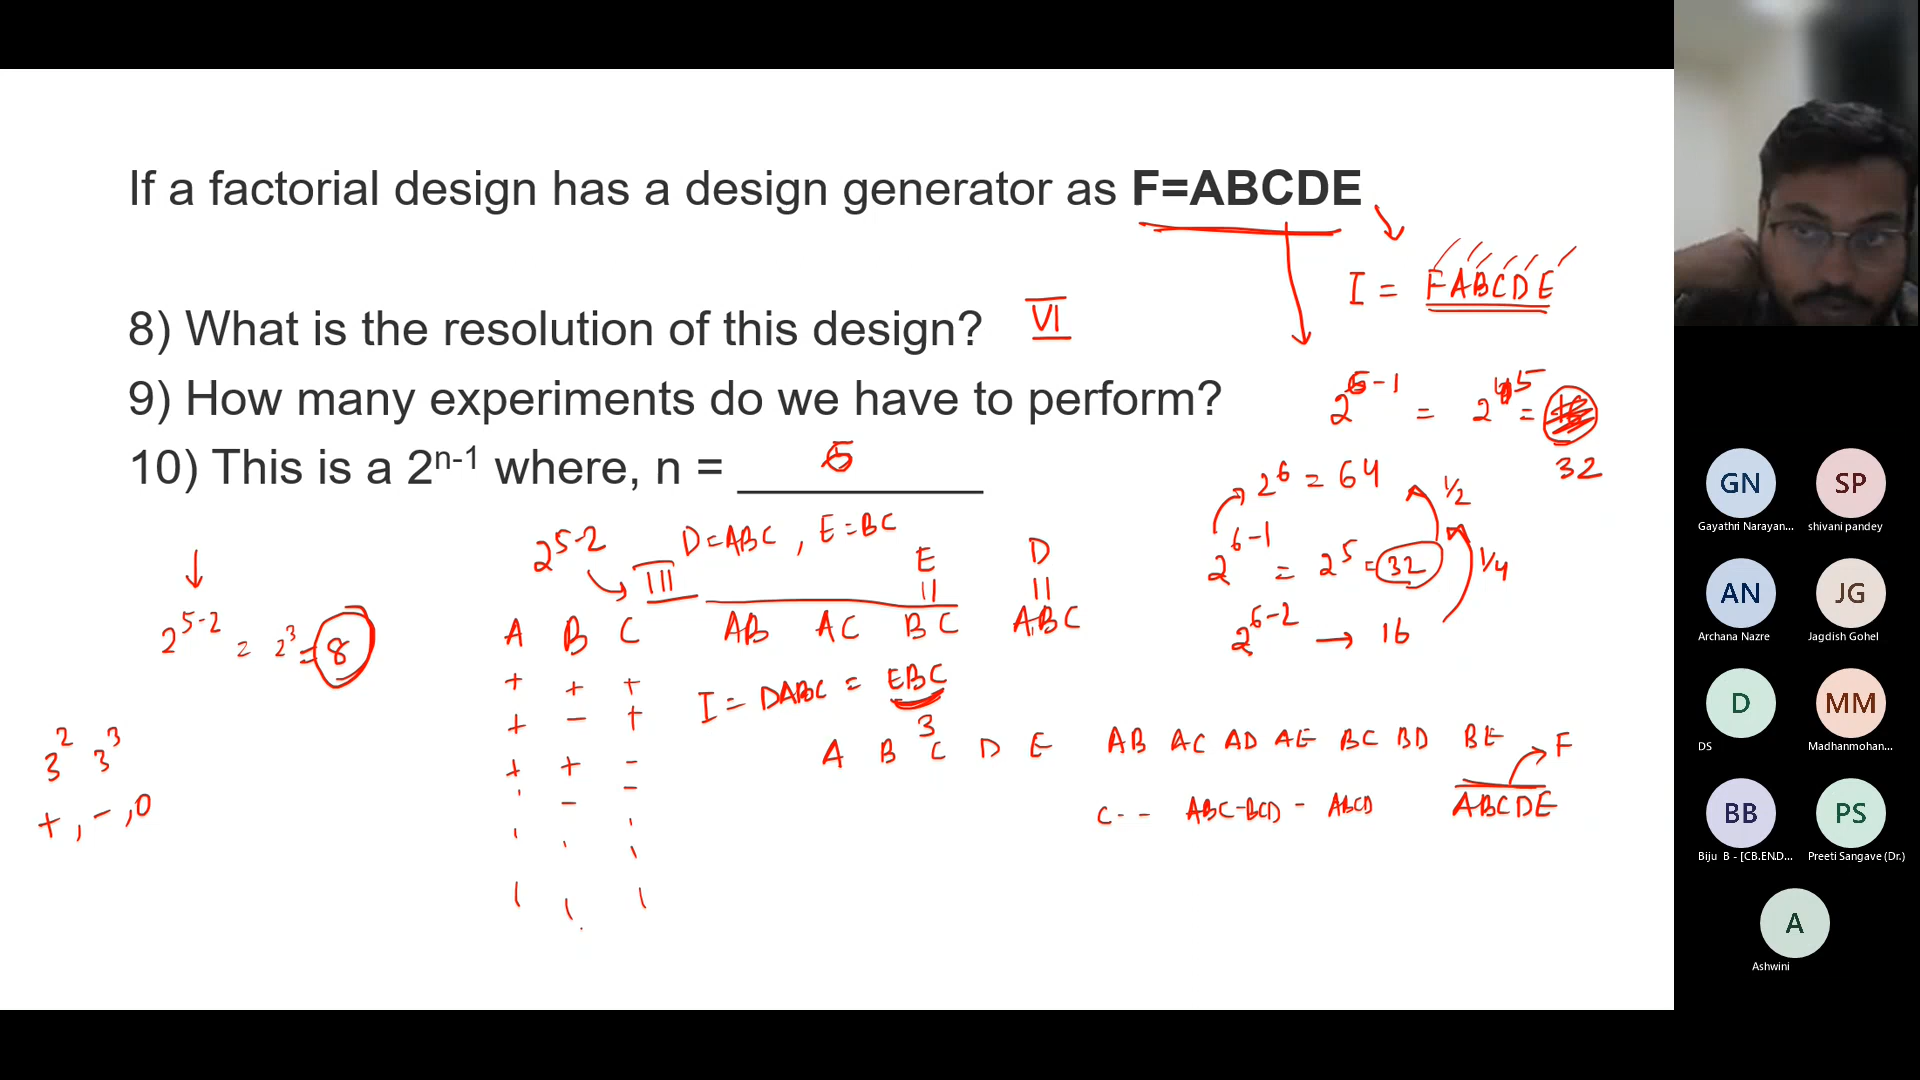 If a factorial design has a design generator as F=ABCDE
I = FABCDE
8) What is the resolution of this design? VI
9) How many experiments do we have to perform?
2^6-1 = 2^5 =
32
10) This is a 2^n-1 where, n = 6
2^6 = 64
1/2
2^6-1 = 2^5 = 32
1/4
2^6-2 → 16
2^5-2 = 2^3 = 8
2^5-2
III
D=ABC, E=BC
E D
= =
A B C AB AC BC ABC
+ + +
+ - +
+ + -
- -
I = DABC = EBC
3
3^2 3^3
+, -, 0
A B C D E AB AC AD AE BC BD BE
F
C - - ABC - BCD - ABCD ABCDE
GN SP
Gayathri Narayan... shivani pandey
AN JG
Archana Nazre Jagdish Gohel
D MM
DS Madhanmohan...
BB PS
Biju B - [CB.EN.D... Preeti Sangave (Dr.)
A
Ashwini